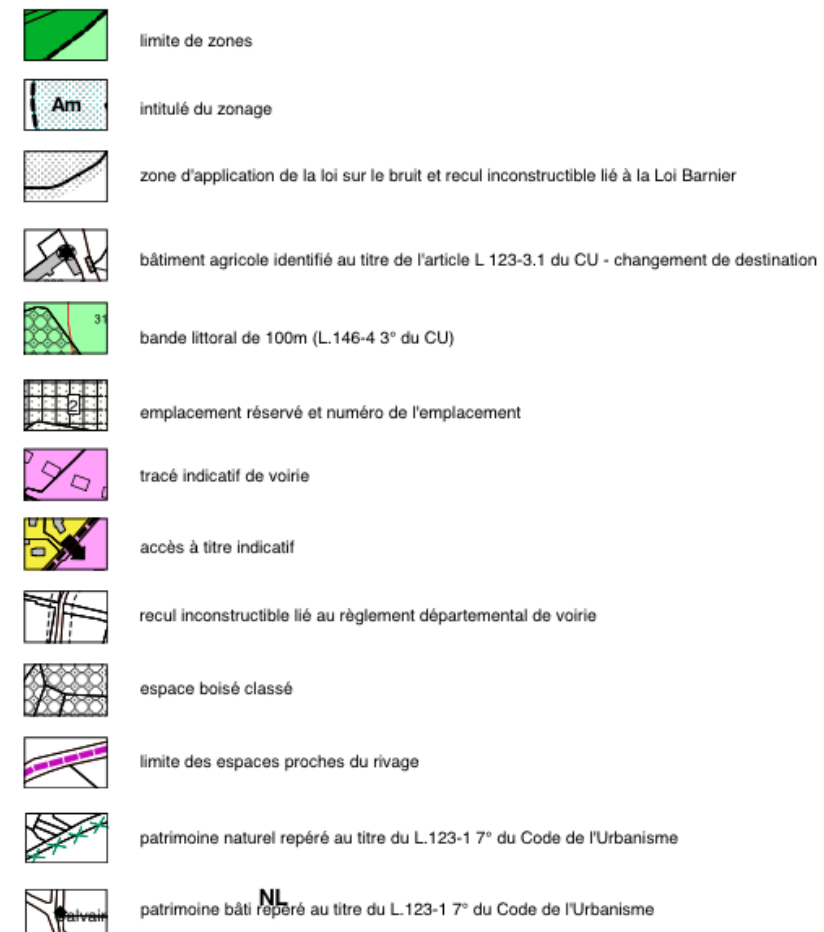 limite de zones
Am
intitulé du zonage
zone d'application de la loi sur le bruit et recul inconstructible lié à la Loi Barnier
bâtiment agricole identifié au titre de l'article L 123-3.1 du CU - changement de destination
31
bande littoral de 100m (L.146-4 3° du CU)
2
emplacement réservé et numéro de l'emplacement
tracé indicatif de voirie
accès à titre indicatif
recul inconstructible lié au règlement départemental de voirie
espace boisé classé
limite des espaces proches du rivage
patrimoine naturel repéré au titre du L.123-1 7° du Code de l'Urbanisme
NL
patrimoine bâti repéré au titre du L.123-1 7° du Code de l'Urbanisme